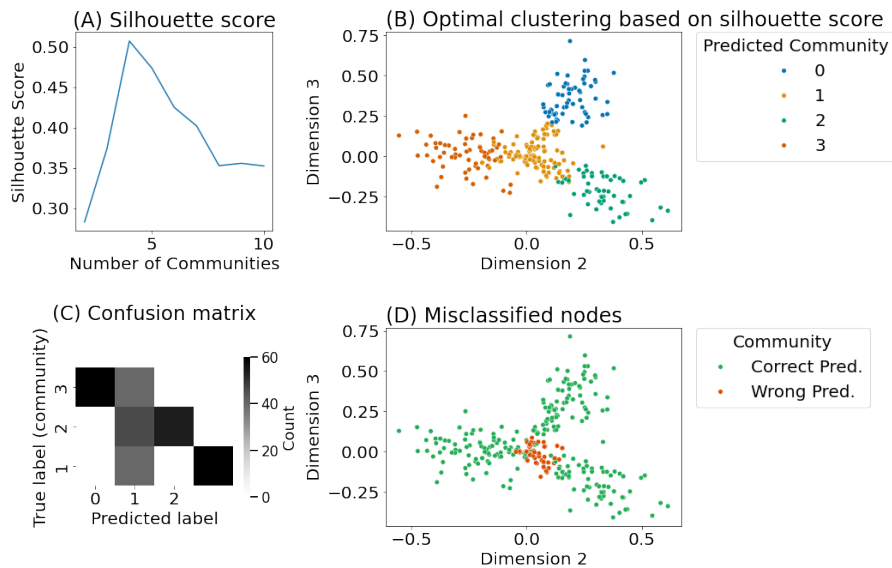 (A) Silhouette score
0.50
0.45
0.40
0.35
0.30
Silhouette Score
5
10
Number of Communities
(B) Optimal clustering based on silhouette score
0.75
0.50
0.25
0.00
−0.25
Dimension 3
−0.5
0.0
0.5
Dimension 2
Predicted Community
0
1
2
3
(C) Confusion matrix
True label (community)
3
2
1
0
1
2
Predicted label
60
40
20
0
Count
(D) Misclassified nodes
0.75
0.50
0.25
0.00
−0.25
Dimension 3
−0.5
0.0
0.5
Dimension 2
Community
Correct Pred.
Wrong Pred.